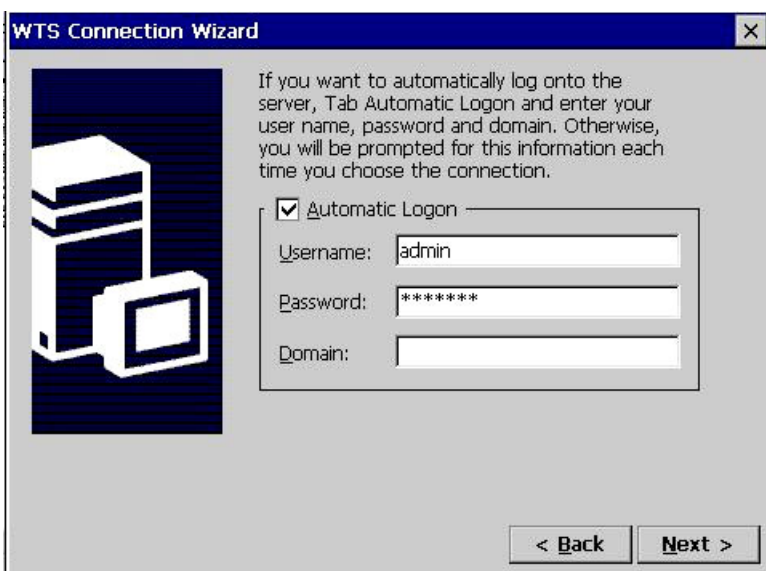 WTS Connection Wizard
If you want to automatically log onto the
server, Tab Automatic Logon and enter your
user name, password and domain. Otherwise,
you will be prompted for this information each
time you choose the connection.
Automatic Logon
Username: admin
Password: *******
Domain:
< Back Next >